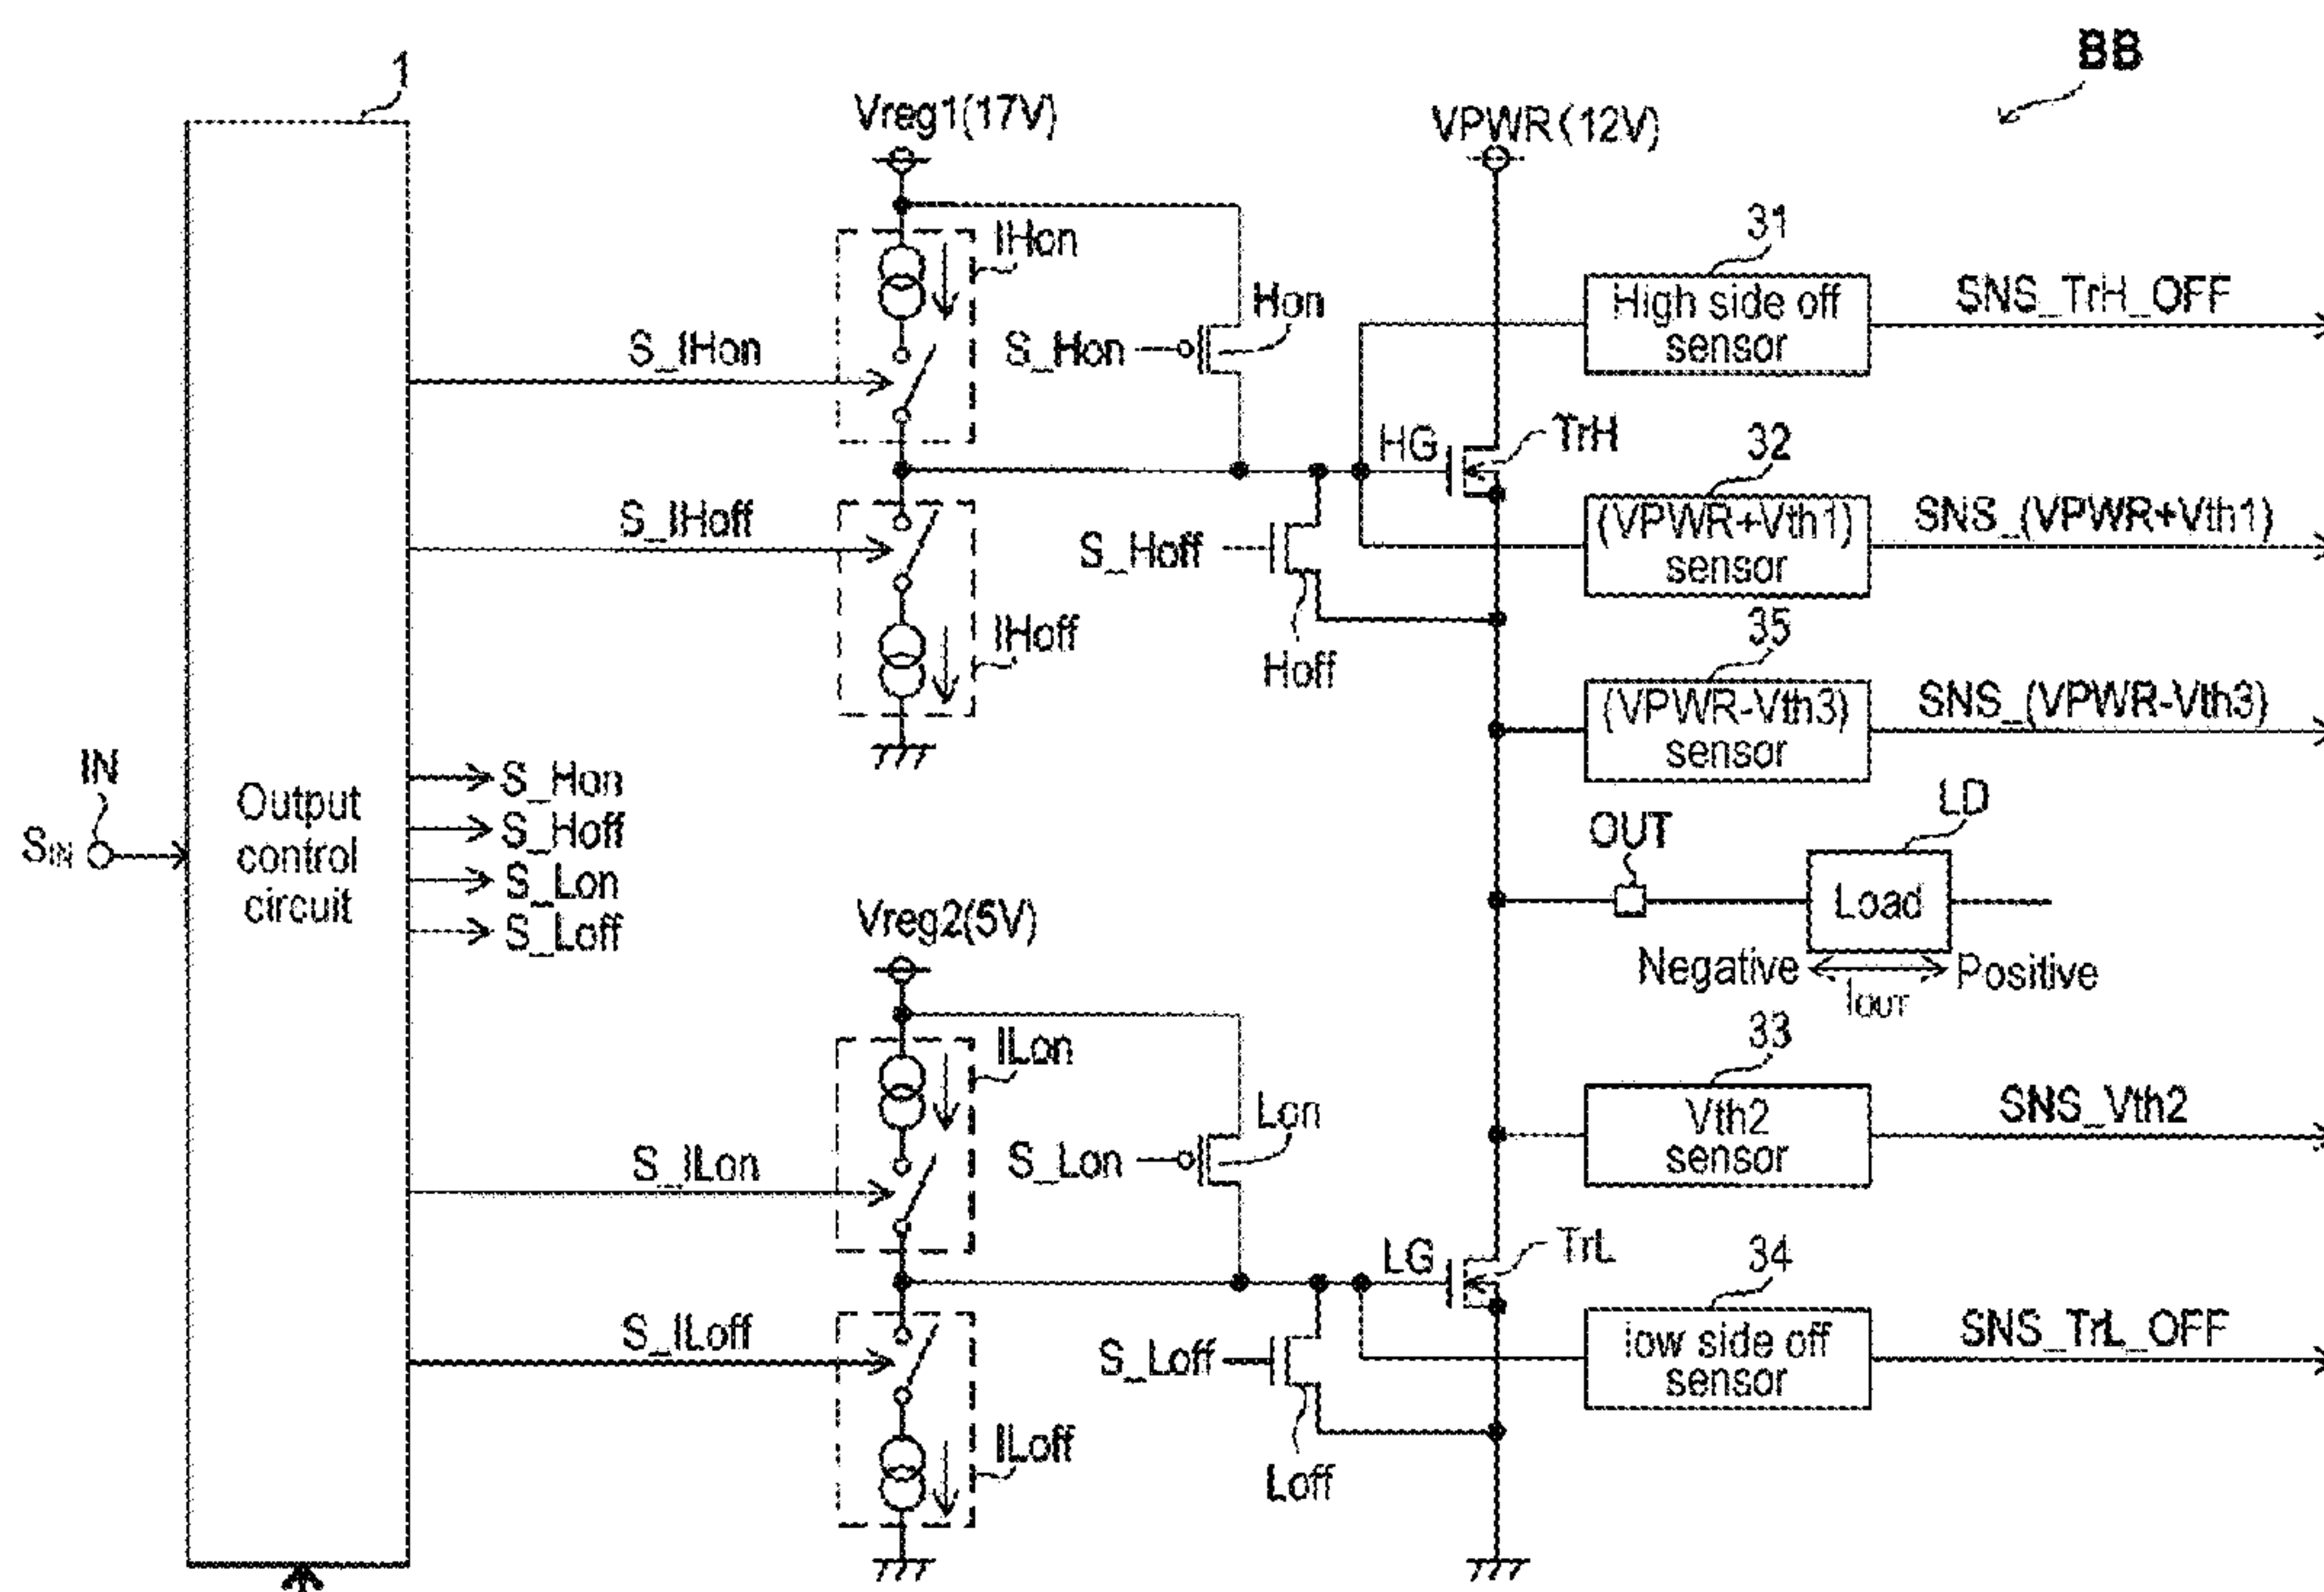 BB
1
Vreg1(17V)
VPWR(12V)
IHon
31
High side off
sensor
SNS_TrH_OFF
Hon
S_IHon
S_Hon
HG
TrH
32
(VPWR+Vth1)
sensor
SNS_(VPWR+Vth1)
S_IHoff
S_Hoff
IHoff
Hoff
35
(VPWR-Vth3)
sensor
SNS_(VPWR-Vth3)
IN
SIN
Output
control
circuit
S_Hon
S_Hoff
S_Lon
S_Loff
OUT
LD
Load
Negative
Positive
IOUT
Vreg2(5V)
ILon
33
Vth2
sensor
SNS_Vth2
Lon
S_ILon
S_Lon
LG
TrL
34
low side off
sensor
SNS_TrL_OFF
S_ILoff
S_Loff
ILoff
Loff